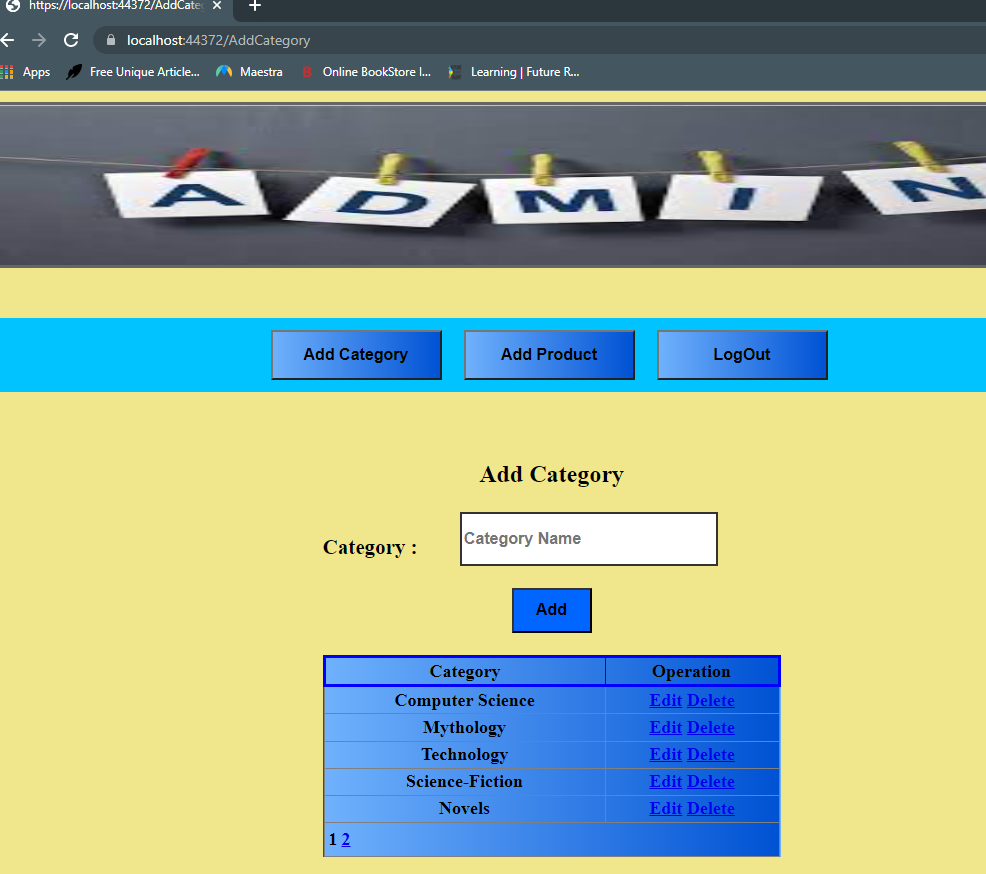 https://localhost:44372/AddCate
localhost:44372/AddCategory
Apps Free Unique Article... Maestra Online BookStore I... Learning | Future R...
A D M I N
Add Category Add Product LogOut
Add Category
Category : Category Name
Add
Category Operation
Computer Science Edit Delete
Mythology Edit Delete
Technology Edit Delete
Science-Fiction Edit Delete
Novels Edit Delete
1 2